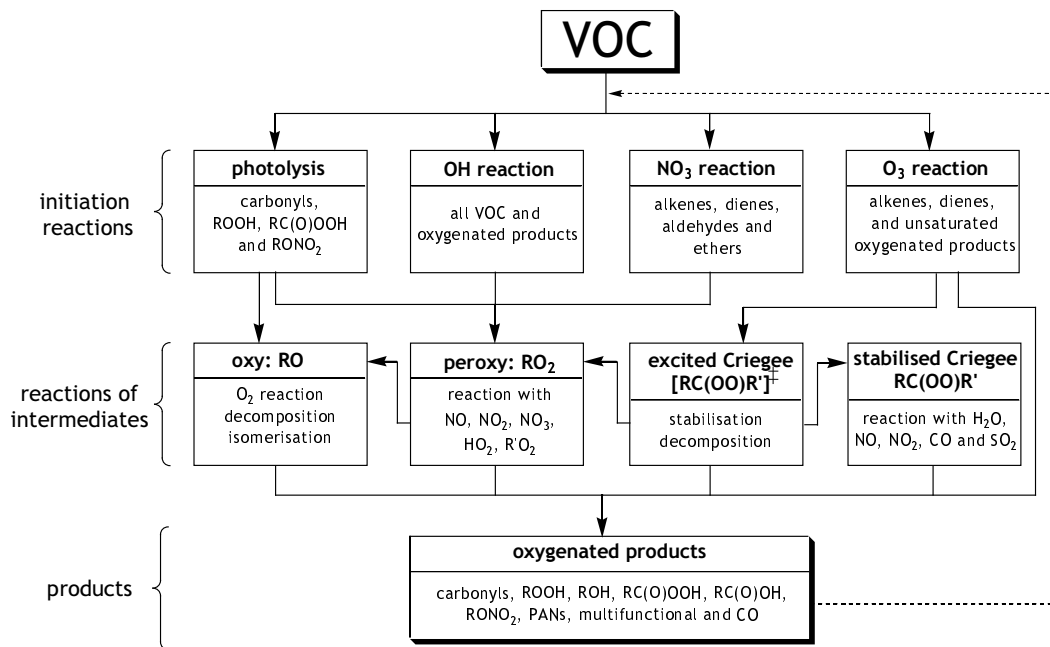 VOC
initiation
reactions
photolysis
carbonyls,
ROOH, RC(O)OOH
and RONO₂
OH reaction
all VOC and
oxygenated products
NO₃ reaction
alkenes, dienes,
aldehydes and
ethers
O₃ reaction
alkenes, dienes,
and unsaturated
oxygenated products
reactions of
intermediates
oxy: RO
O₂ reaction
decomposition
isomerisation
peroxy: RO₂
reaction with
NO, NO₂, NO₃,
HO₂, R'O₂
excited Criegee
[RC(OO)R']‡
stabilisation
decomposition
stabilised Criegee
RC(OO)R'
reaction with H₂O,
NO, NO₂, CO and SO₂
products
oxygenated products
carbonyls, ROOH, ROH, RC(O)OOH, RC(O)OH,
RONO₂, PANs, multifunctional and CO